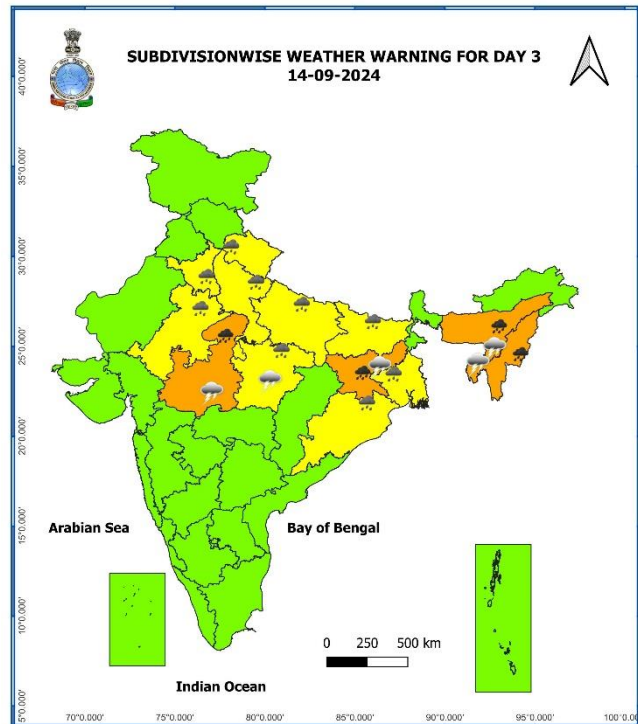 SUBDIVISIONWISE WEATHER WARNING FOR DAY 3
14-09-2024
40°0.000'
35°0.000'
30°0.000'
25°0.000'
20°0.000'
15°0.000'
10°0.000'
5°0.000'
Arabian Sea
Bay of Bengal
0 250 500 km
Indian Ocean
70°0.000' 75°0.000' 80°0.000' 85°0.000' 90°0.000' 95°0.000' 100°0.0